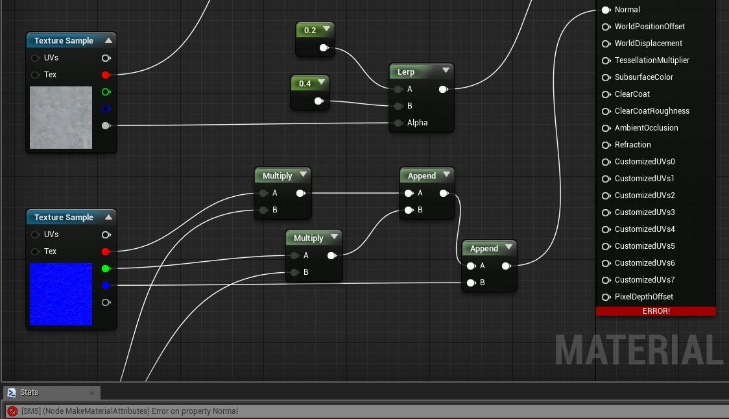 Normal
WorldPositionOffset
WorldDisplacement
TessellationMultiplier
SubsurfaceColor
ClearCoat
ClearCoatRoughness
AmbientOcclusion
Refraction
CustomizedUVs0
CustomizedUVs1
CustomizedUVs2
CustomizedUVs3
CustomizedUVs4
CustomizedUVs5
CustomizedUVs6
CustomizedUVs7
PixelDepthOffset
ERROR!
Texture Sample
UVs
Tex
0.2
0.4
Lerp
A
B
Alpha
Texture Sample
UVs
Tex
Multiply
A
B
Multiply
A
B
Append
A
B
Append
A
B
MATERIAL
Stats
[SM5] (Node MakeMaterialAttributes) Error on property Normal